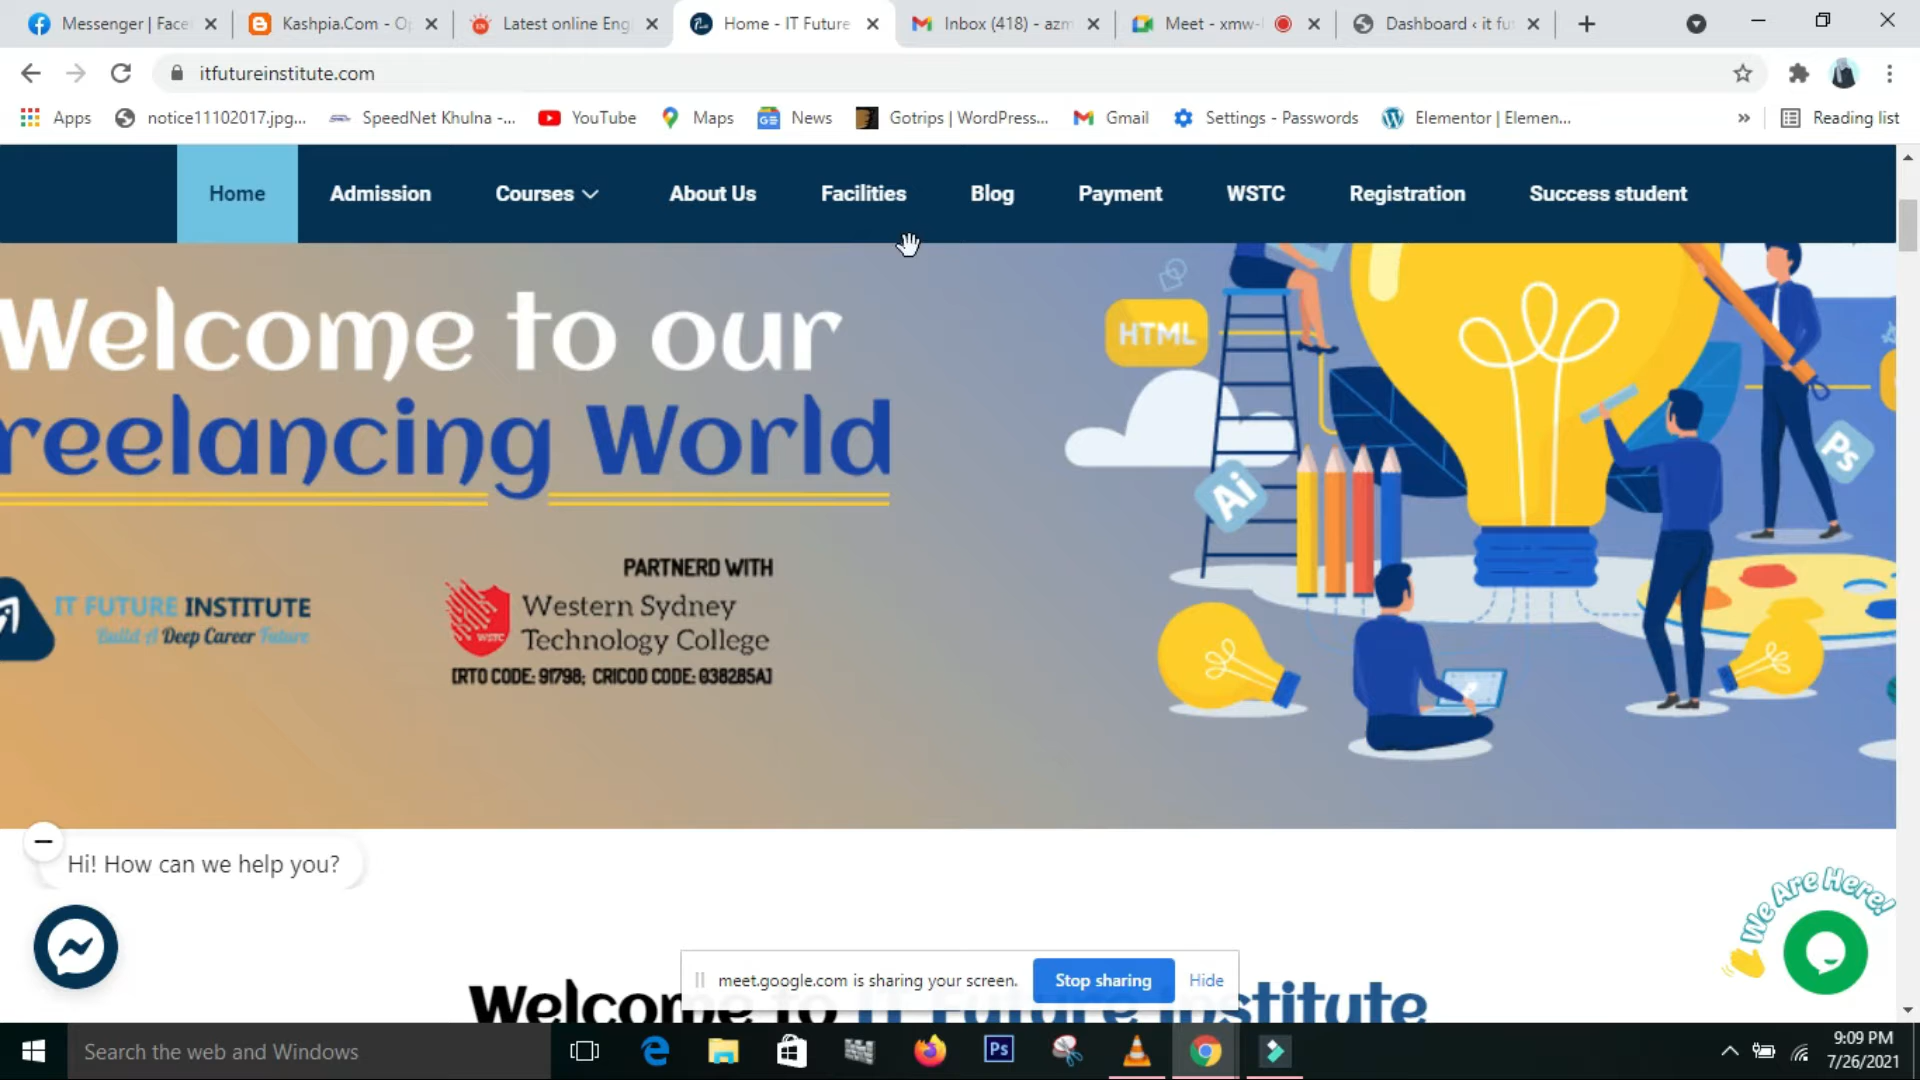 Messenger | Face
Kashpia.Com - Op
Latest online Eng
Home - IT Future
Inbox (418) - azm
Meet - xmw-
Dashboard ‹ it fu
itfutureinstitute.com
Apps
notice11102017.jpg...
SpeedNet Khulna -...
YouTube
Maps
News
Gotrips | WordPress...
Gmail
Settings - Passwords
Elementor | Elemen...
»
Reading list
Home
Admission
Courses
About Us
Facilities
Blog
Payment
WSTC
Registration
Success student
Welcome to our
reelancing World
HTML
Ai
Ps
IT FUTURE INSTITUTE
Build A Deep Career Future
PARTNERD WITH
WSTC
Western Sydney
Technology College
[RTO CODE: 91798; CRICOD CODE: 038285A]
Hi! How can we help you?
We Are Here!
meet.google.com is sharing your screen.
Stop sharing
Hide
Welcome to IT Future Institute
Search the web and Windows
Ps
9:09 PM
7/26/2021